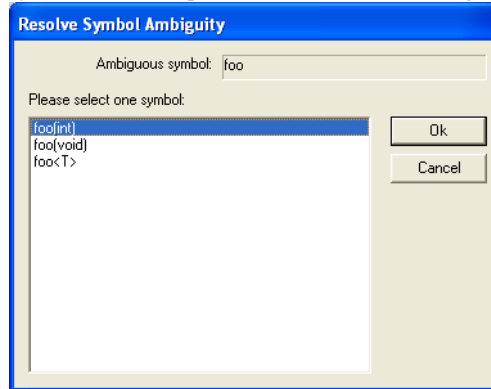 Resolve Symbol Ambiguity
Ambiguous symbol: foo
Please select one symbol:
foo(int)
foo(void)
foo<T>
Ok
Cancel